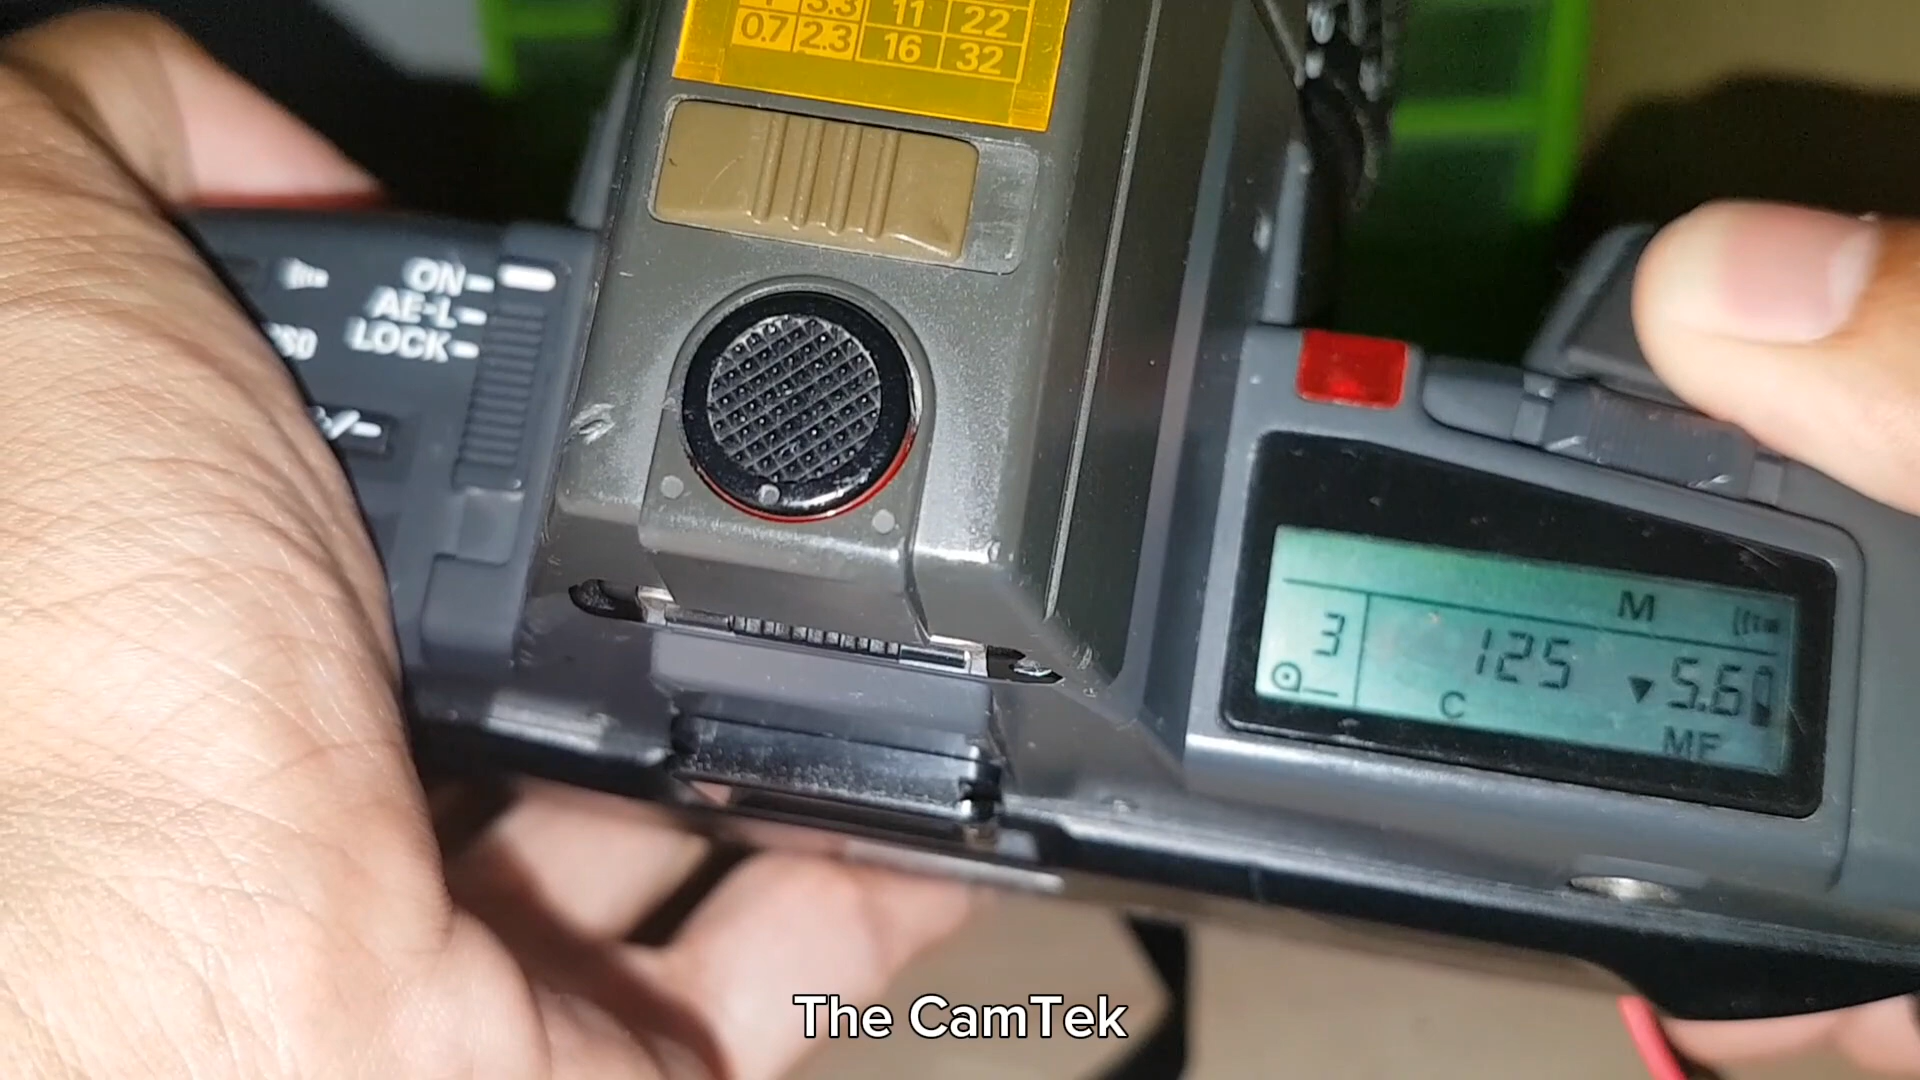 11 22
0.7 2.3 16 32
ON
AE-L
LOCK
M
3 125 5.6
C
MF
The CamTek